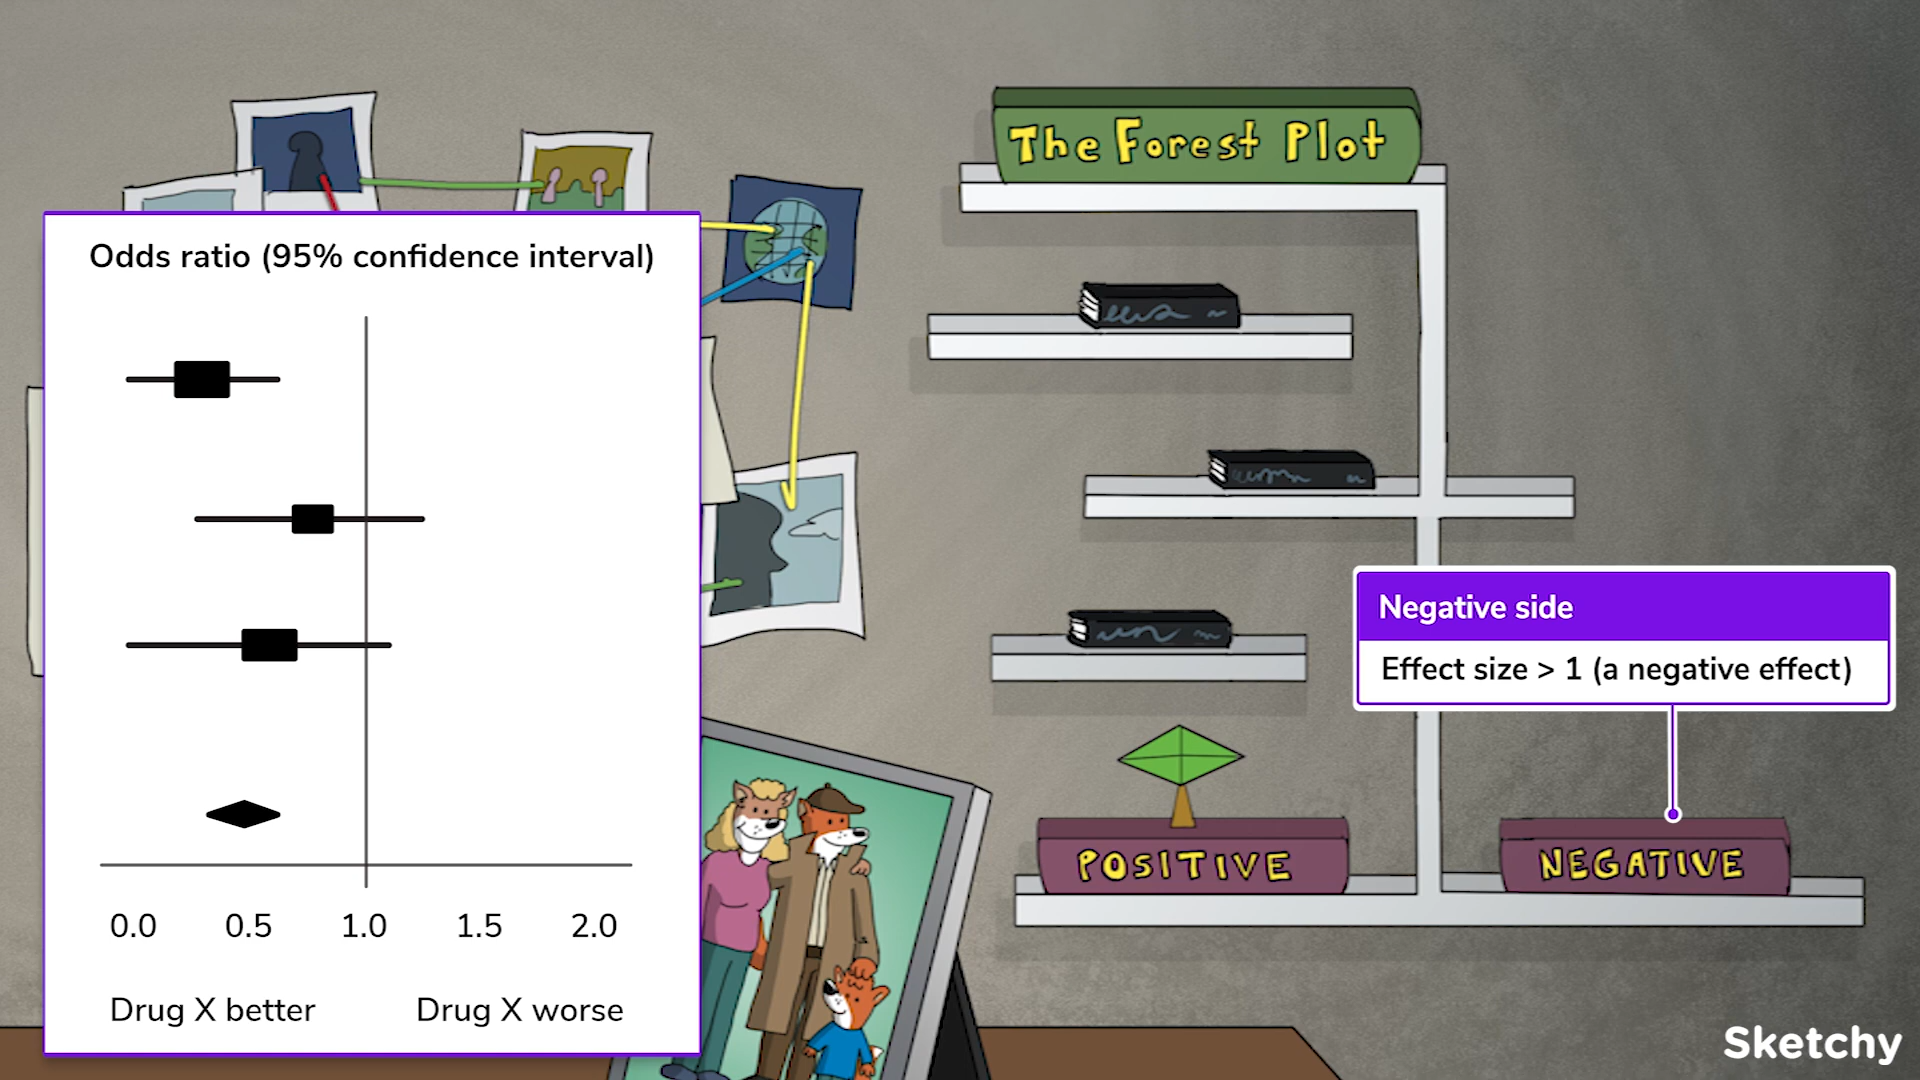 The Forest Plot
Odds ratio (95% confidence interval)
Negative side
Effect size > 1 (a negative effect)
POSITIVE
NEGATIVE
0.0 0.5 1.0 1.5 2.0
Drug X better Drug X worse
Sketchy